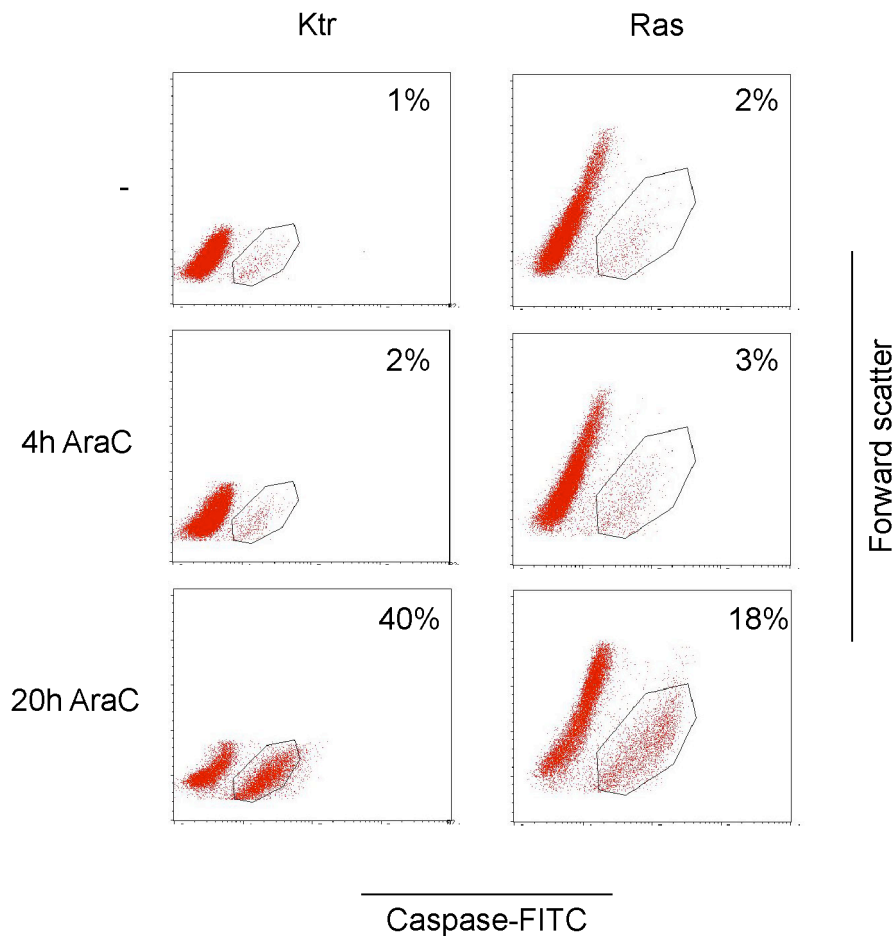 Ktr Ras
1% 2%
-
2% 3%
4h AraC
40% 18%
20h AraC
Forward scatter
Caspase-FITC